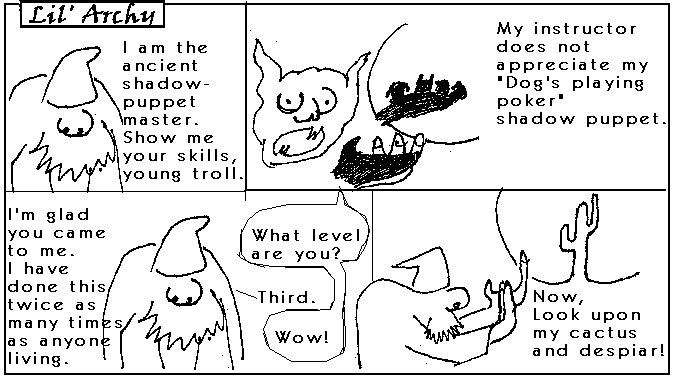 Lil' Archy
I am the
ancient
shadow-
puppet
master.
Show me
your skills,
young troll.
My instructor
does not
appreciate my
"Dog's playing
poker"
shadow puppet.
I'm glad
you came
to me.
I have
done this
twice as
many times
as anyone
living.
What level
are you?
Third.
Wow!
Now,
Look upon
my cactus
and despiar!